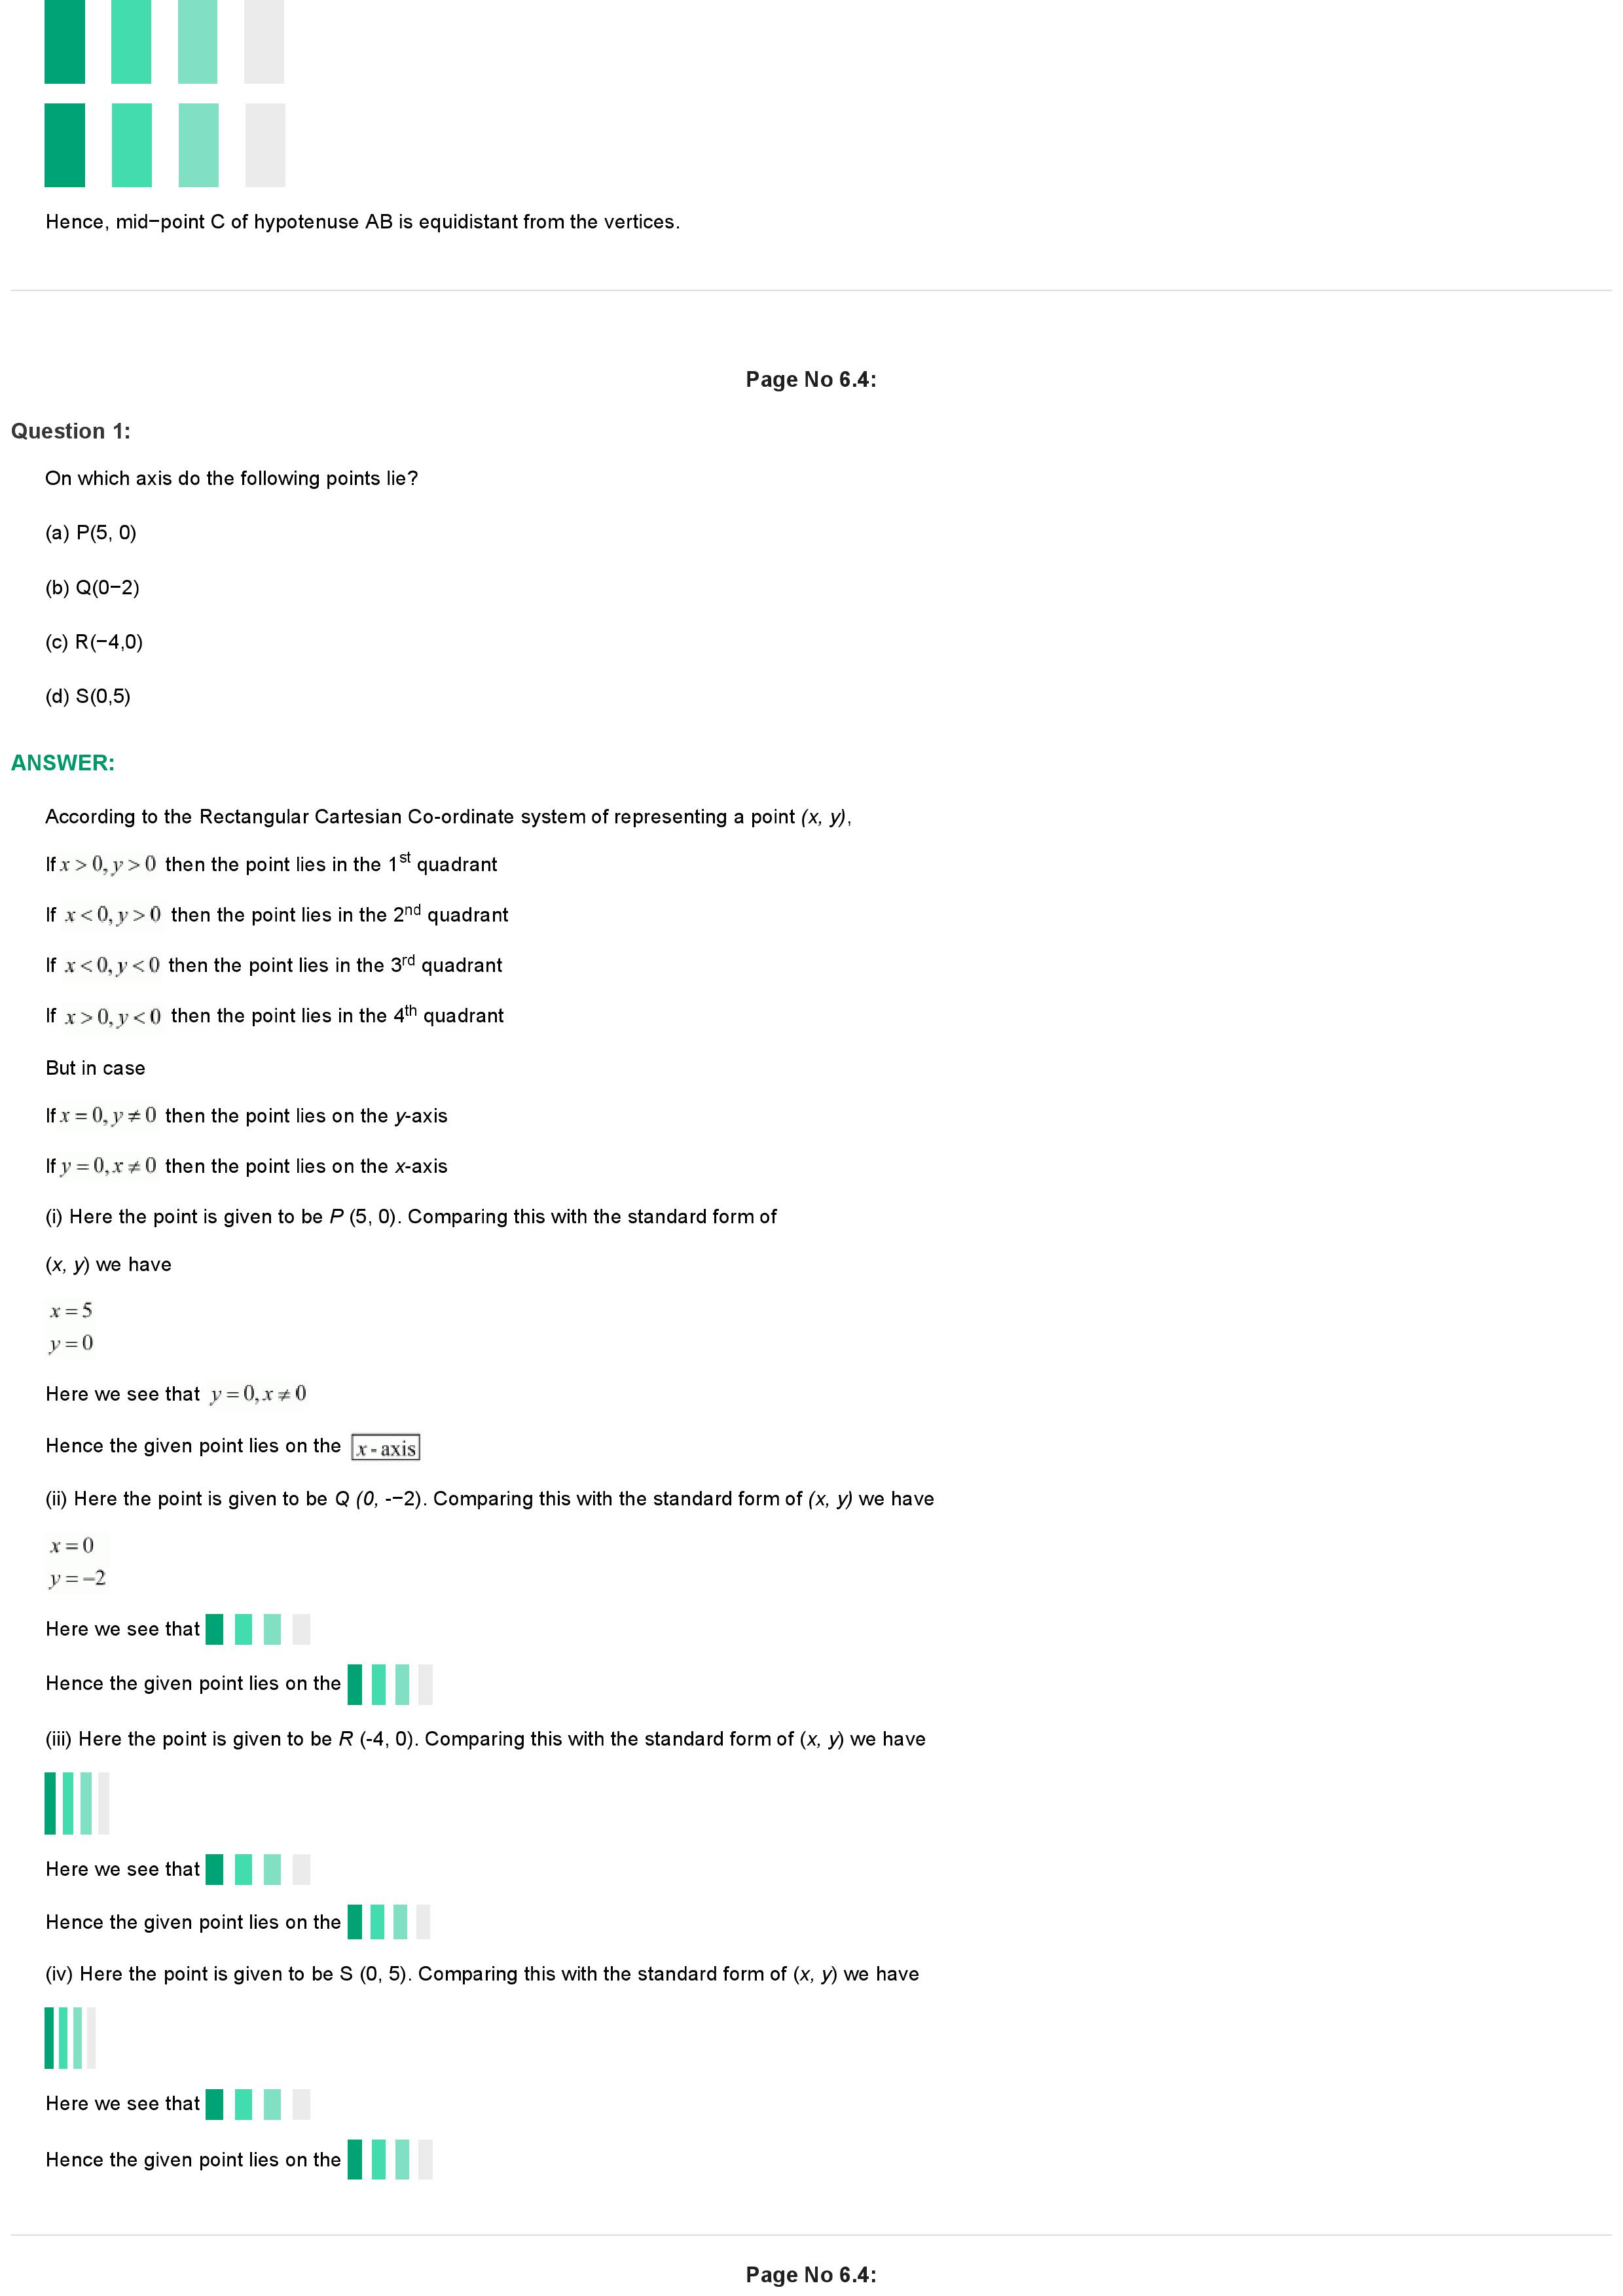 Hence, mid−point C of hypotenuse AB is equidistant from the vertices.
Page No 6.4:
Question 1:
On which axis do the following points lie?
(a) P(5, 0)
(b) Q(0−2)
(c) R(−4,0)
(d) S(0,5)
ANSWER:
According to the Rectangular Cartesian Co-ordinate system of representing a point (x, y),
If x > 0, y > 0 then the point lies in the 1st quadrant
If x < 0, y > 0 then the point lies in the 2nd quadrant
If x < 0, y < 0 then the point lies in the 3rd quadrant
If x > 0, y < 0 then the point lies in the 4th quadrant
But in case
If x = 0, y ≠ 0 then the point lies on the y-axis
If y = 0, x ≠ 0 then the point lies on the x-axis
(i) Here the point is given to be P (5, 0). Comparing this with the standard form of
(x, y) we have
x = 5
y = 0
Here we see that y = 0, x ≠ 0
Hence the given point lies on the x - axis
(ii) Here the point is given to be Q (0, -−2). Comparing this with the standard form of (x, y) we have
x = 0
y = −2
Here we see that
Hence the given point lies on the
(iii) Here the point is given to be R (-4, 0). Comparing this with the standard form of (x, y) we have
Here we see that
Hence the given point lies on the
(iv) Here the point is given to be S (0, 5). Comparing this with the standard form of (x, y) we have
Here we see that
Hence the given point lies on the
Page No 6.4: